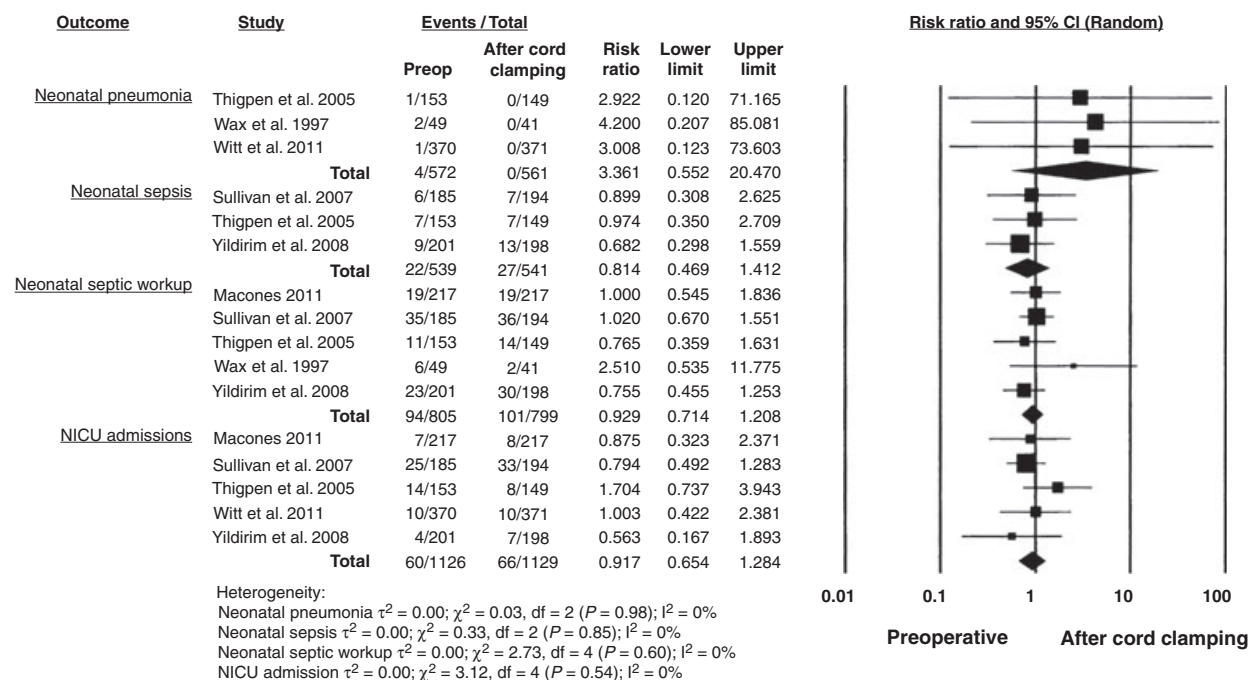 Outcome Study Events / Total Risk ratio and 95% CI (Random)
Preop After cord clamping Risk ratio Lower limit Upper limit
Neonatal pneumonia Thigpen et al. 2005 1/153 0/149 2.922 0.120 71.165
Wax et al. 1997 2/49 0/41 4.200 0.207 85.081
Witt et al. 2011 1/370 0/371 3.008 0.123 73.603
Total 4/572 0/561 3.361 0.552 20.470
Neonatal sepsis Sullivan et al. 2007 6/185 7/194 0.899 0.308 2.625
Thigpen et al. 2005 7/153 7/149 0.974 0.350 2.709
Yildirim et al. 2008 9/201 13/198 0.682 0.298 1.559
Total 22/539 27/541 0.814 0.469 1.412
Neonatal septic workup Macones 2011 19/217 19/217 1.000 0.545 1.836
Sullivan et al. 2007 35/185 36/194 1.020 0.670 1.551
Thigpen et al. 2005 11/153 14/149 0.765 0.359 1.631
Wax et al. 1997 6/49 2/41 2.510 0.535 11.775
Yildirim et al. 2008 23/201 30/198 0.755 0.455 1.253
Total 94/805 101/799 0.929 0.714 1.208
NICU admissions Macones 2011 7/217 8/217 0.875 0.323 2.371
Sullivan et al. 2007 25/185 33/194 0.794 0.492 1.283
Thigpen et al. 2005 14/153 8/149 1.704 0.737 3.943
Witt et al. 2011 10/370 10/371 1.003 0.422 2.381
Yildirim et al. 2008 4/201 7/198 0.563 0.167 1.893
Total 60/1126 66/1129 0.917 0.654 1.284
Heterogeneity:
Neonatal pneumonia τ² = 0.00; χ² = 0.03, df = 2 (P = 0.98); I² = 0%
Neonatal sepsis τ² = 0.00; χ² = 0.33, df = 2 (P = 0.85); I² = 0%
Neonatal septic workup τ² = 0.00; χ² = 2.73, df = 4 (P = 0.60); I² = 0%
NICU admission τ² = 0.00; χ² = 3.12, df = 4 (P = 0.54); I² = 0%
0.01 0.1 1 10 100
Preoperative After cord clamping